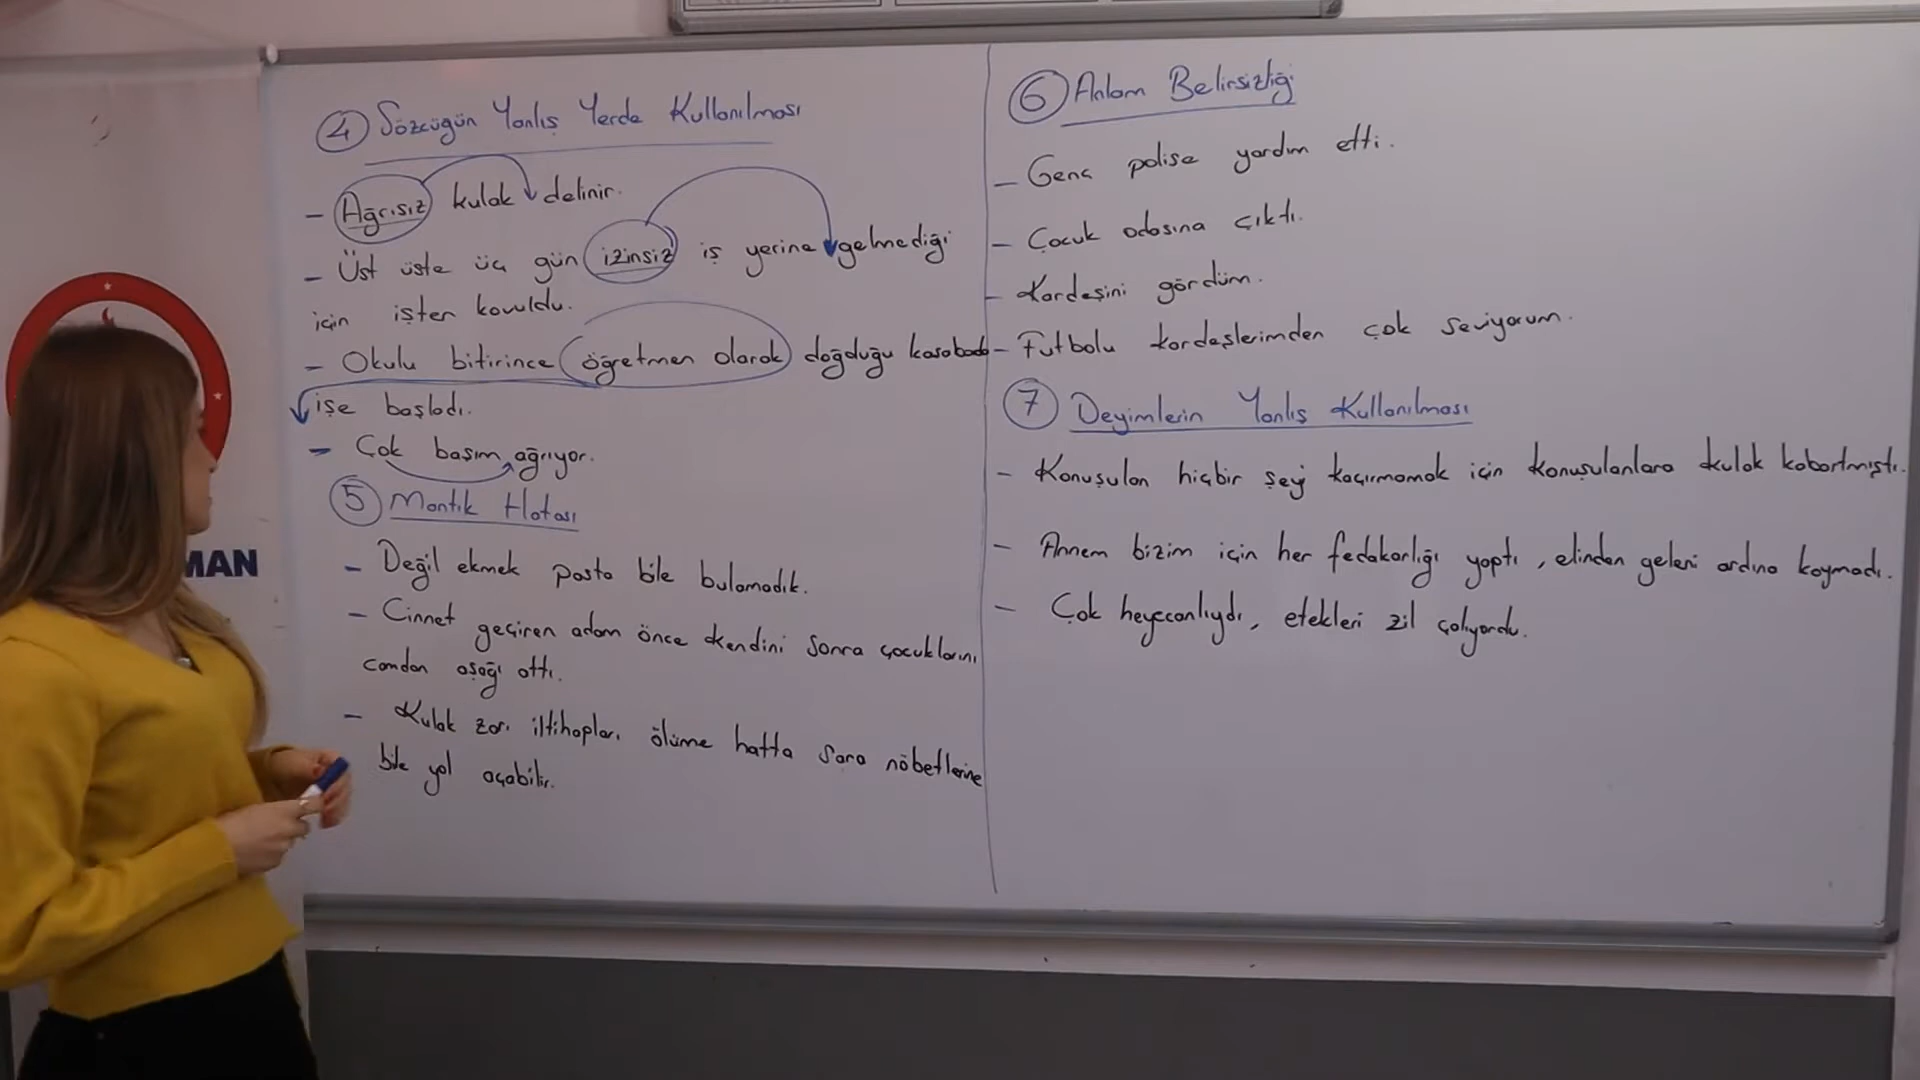 4 Sözcüğün Yanlış Yerde Kullanılması
- Ağrısız kulak delinir.
- Üst üste üç gün izinsiz iş yerine gelmediği
için işten kovuldu.
- Okulu bitirince öğretmen olarak doğduğu kasabada
işe başladı.
- Çok başım ağrıyor.
5 Mantık Hatası
- Değil ekmek pasta bile bulamadık.
- Cinnet geçiren adam önce kendini sonra çocuklarını
camdan aşağı attı.
- Kulak zarı iltihapları ölüme hatta sara nöbetlerine
bile yol açabilir.
6 Anlam Belirsizliği
- Genç polise yardım etti.
- Çocuk odasına çıktı.
- Kardeşini gördüm.
- Futbolu kardeşlerimden çok seviyorum.
7 Deyimlerin Yanlış Kullanılması
- Konuşulan hiçbir şeyi kaçırmamak için konuşulanlara kulak kabartmıştı.
- Annem bizim için her fedakarlığı yaptı, elinden geleni ardına koymadı.
- Çok heyecanlıydı, etekleri zil çalıyordu.
MAN